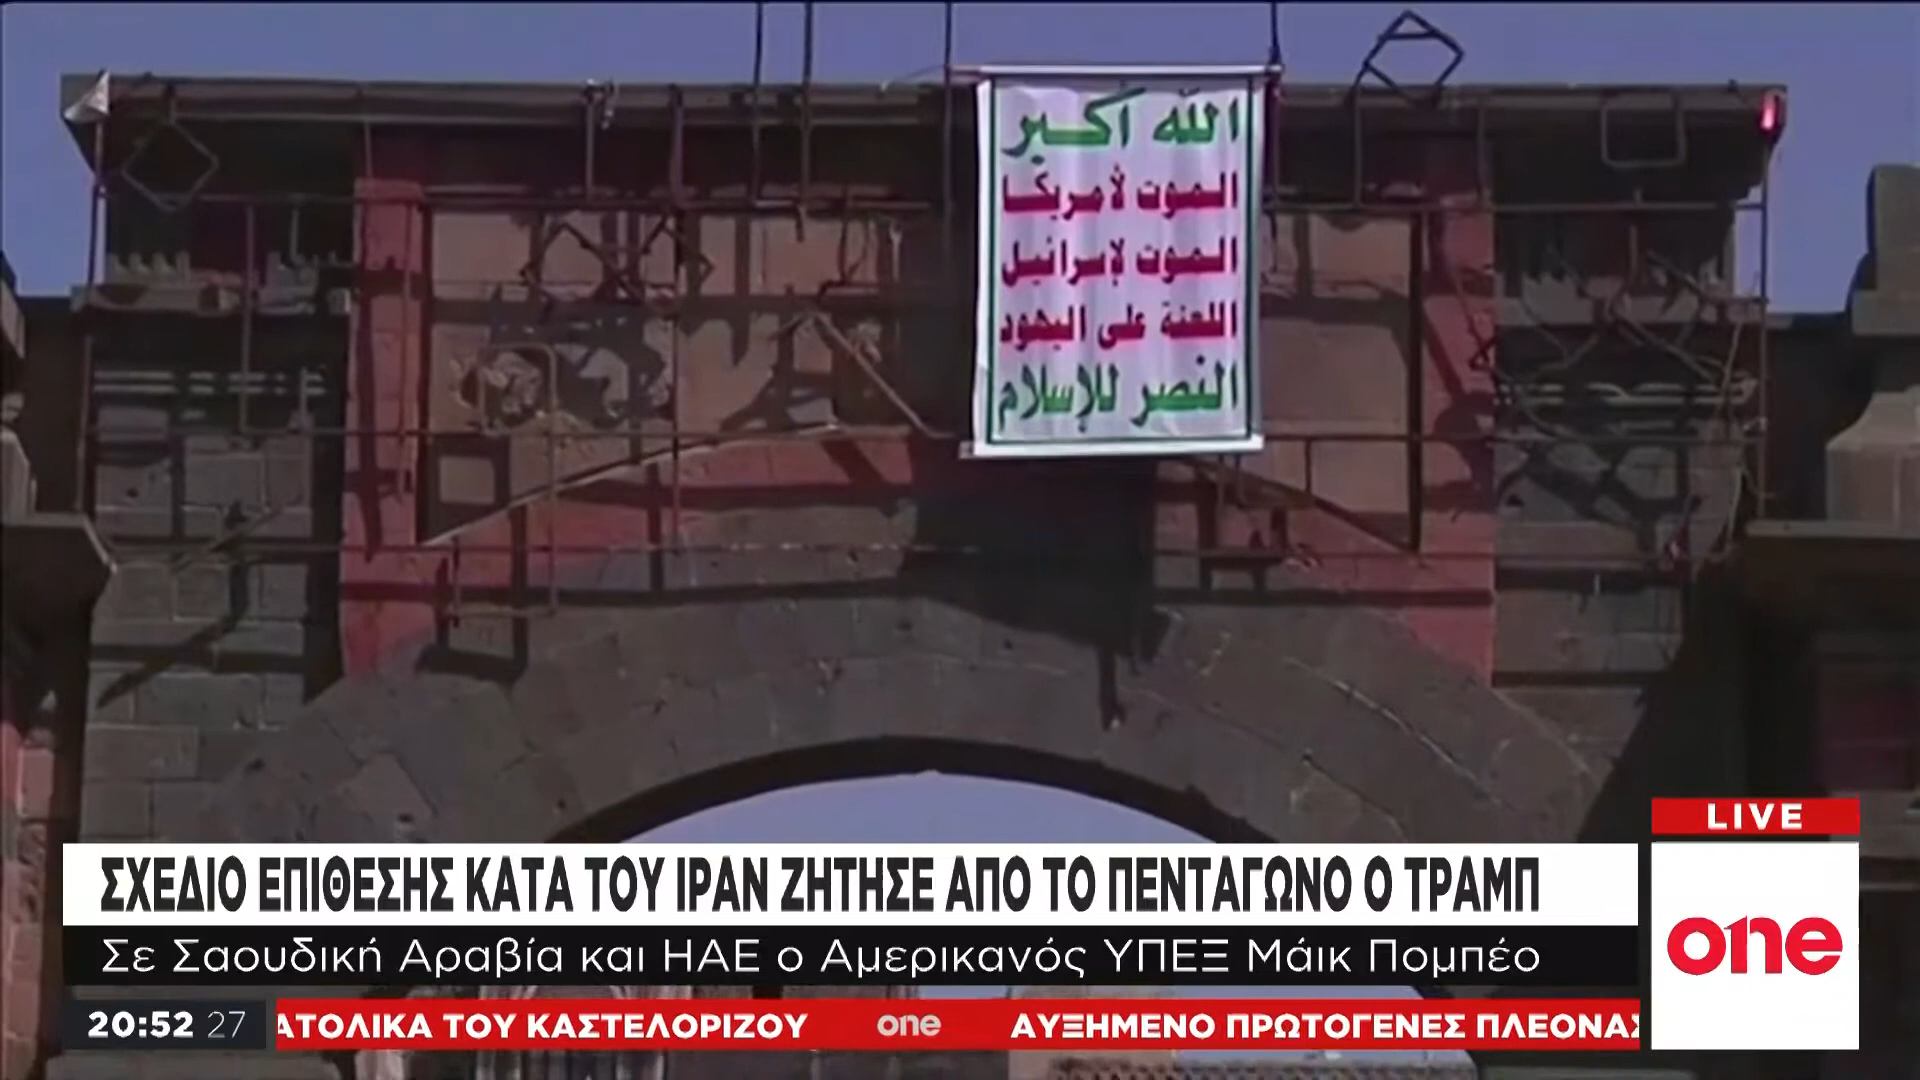 الله أكبر
الموت لأمريكا
الموت لإسرائيل
اللعنة على اليهود
النصر للإسلام
LIVE
ΣΧΕΔΙΟ ΕΠΙΘΕΣΗΣ ΚΑΤΑ ΤΟΥ ΙΡΑΝ ΖΗΤΗΣΕ ΑΠΟ ΤΟ ΠΕΝΤΑΓΩΝΟ Ο ΤΡΑΜΠ
Σε Σαουδική Αραβία και ΗΑΕ ο Αμερικανός ΥΠΕΞ Μάικ Πομπέο
one
20:52 27
ΑΤΟΛΙΚΑ ΤΟΥ ΚΑΣΤΕΛΟΡΙΖΟΥ one ΑΥΞΗΜΕΝΟ ΠΡΩΤΟΓΕΝΕΣ ΠΛΕΟΝΑΣ